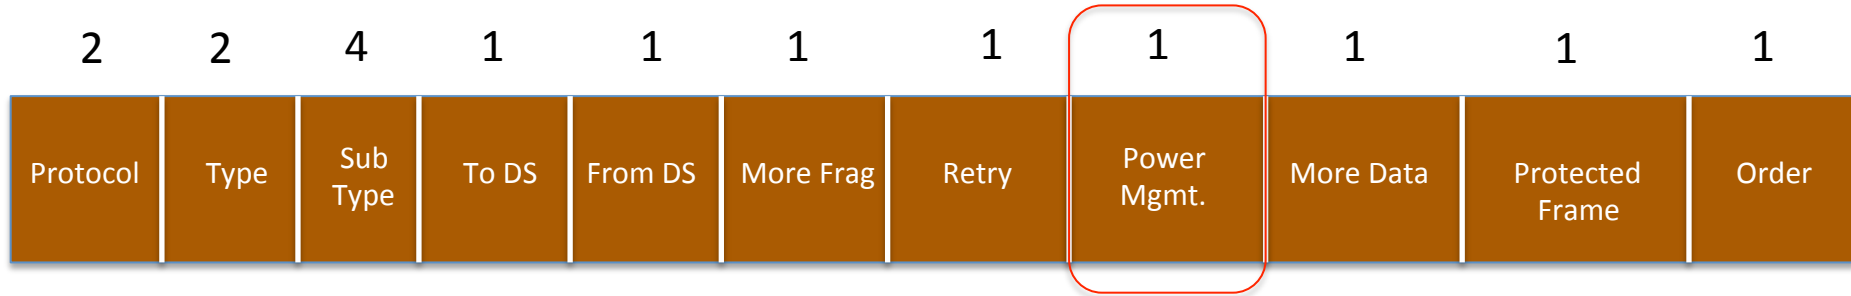 2 2 4 1 1 1 1 1 1 1 1
Protocol Type Sub Type To DS From DS More Frag Retry Power Mgmt. More Data Protected Frame Order